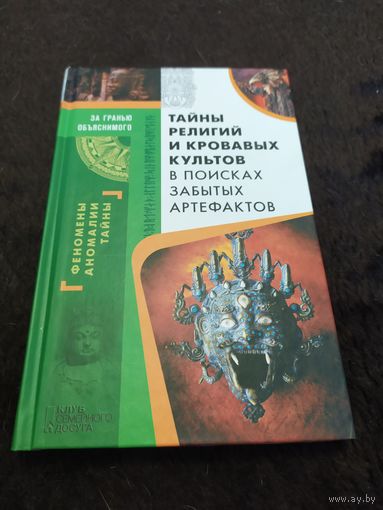 ЗА ГРАНЬЮ
ОБЪЯСНИМОГО
ТАЙНЫ
РЕЛИГИЙ
И КРОВАВЫХ
КУЛЬТОВ
В ПОИСКАХ
ЗАБЫТЫХ
АРТЕФАКТОВ
ФЕНОМЕНЫ
АНОМАЛИИ
ТАЙНЫ
КЛУБ
СЕМЕЙНОГО
ДОСУГА
www.ay.by